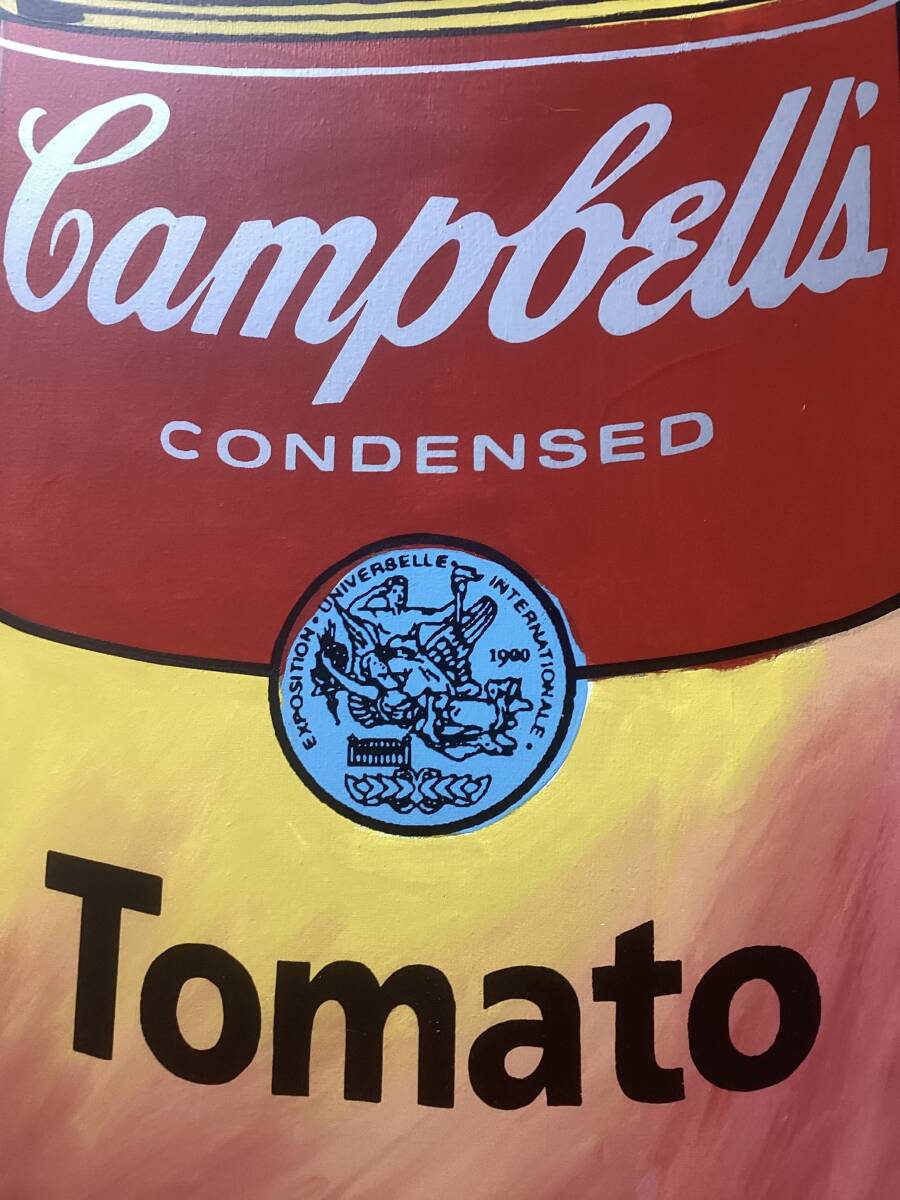 Campbell's
CONDENSED
EXPOSITION • UNIVERSELLE • INTERNATIONALE •
1900
Tomato